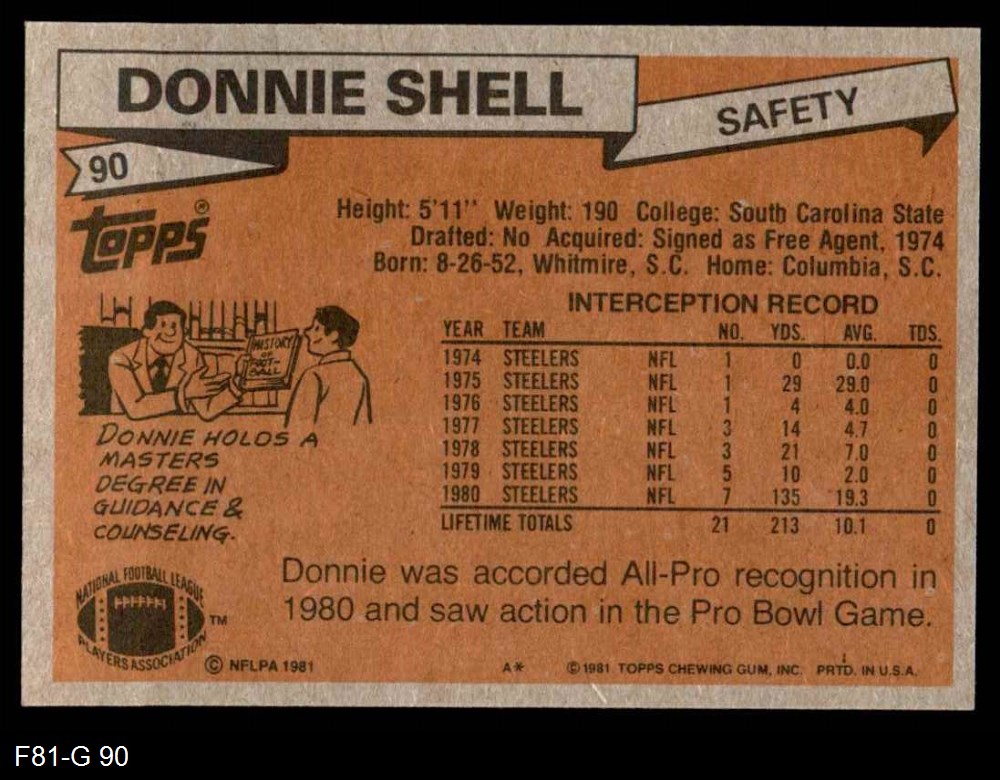 DONNIE SHELL
SAFETY
90
Topps®
Height: 5'11'' Weight: 190 College: South Carolina State
Drafted: No Acquired: Signed as Free Agent, 1974
Born: 8-26-52, Whitmire, S.C. Home: Columbia, S.C.
HISTORY
OF
FOOT-
BALL
DONNIE HOLDS A
MASTERS
DEGREE IN
GUIDANCE &
COUNSELING.
INTERCEPTION RECORD
YEAR TEAM NO. YDS. AVG. TDS.
1974 STEELERS NFL 1 0 0.0 0
1975 STEELERS NFL 1 29 29.0 0
1976 STEELERS NFL 1 4 4.0 0
1977 STEELERS NFL 3 14 4.7 0
1978 STEELERS NFL 3 21 7.0 0
1979 STEELERS NFL 5 10 2.0 0
1980 STEELERS NFL 7 135 19.3 0
LIFETIME TOTALS 21 213 10.1 0
Donnie was accorded All-Pro recognition in
1980 and saw action in the Pro Bowl Game.
NATIONAL FOOTBALL LEAGUE
PLAYERS ASSOCIATION
TM
© NFLPA 1981 A* © 1981 TOPPS CHEWING GUM, INC. PRTD. IN U.S.A.
F81-G 90